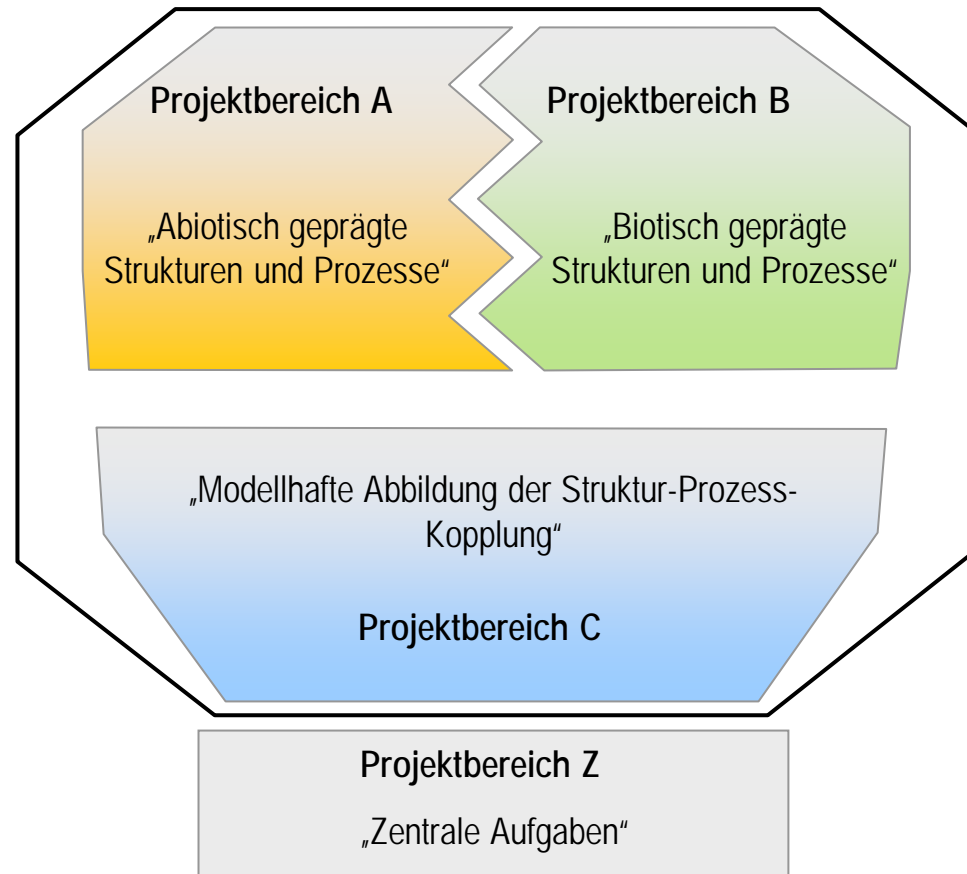 Projektbereich A
„Abiotisch geprägte
Strukturen und Prozesse“
Projektbereich B
„Biotisch geprägte
Strukturen und Prozesse“
„Modellhafte Abbildung der Struktur-Prozess-
Kopplung“
Projektbereich C
Projektbereich Z
„Zentrale Aufgaben“